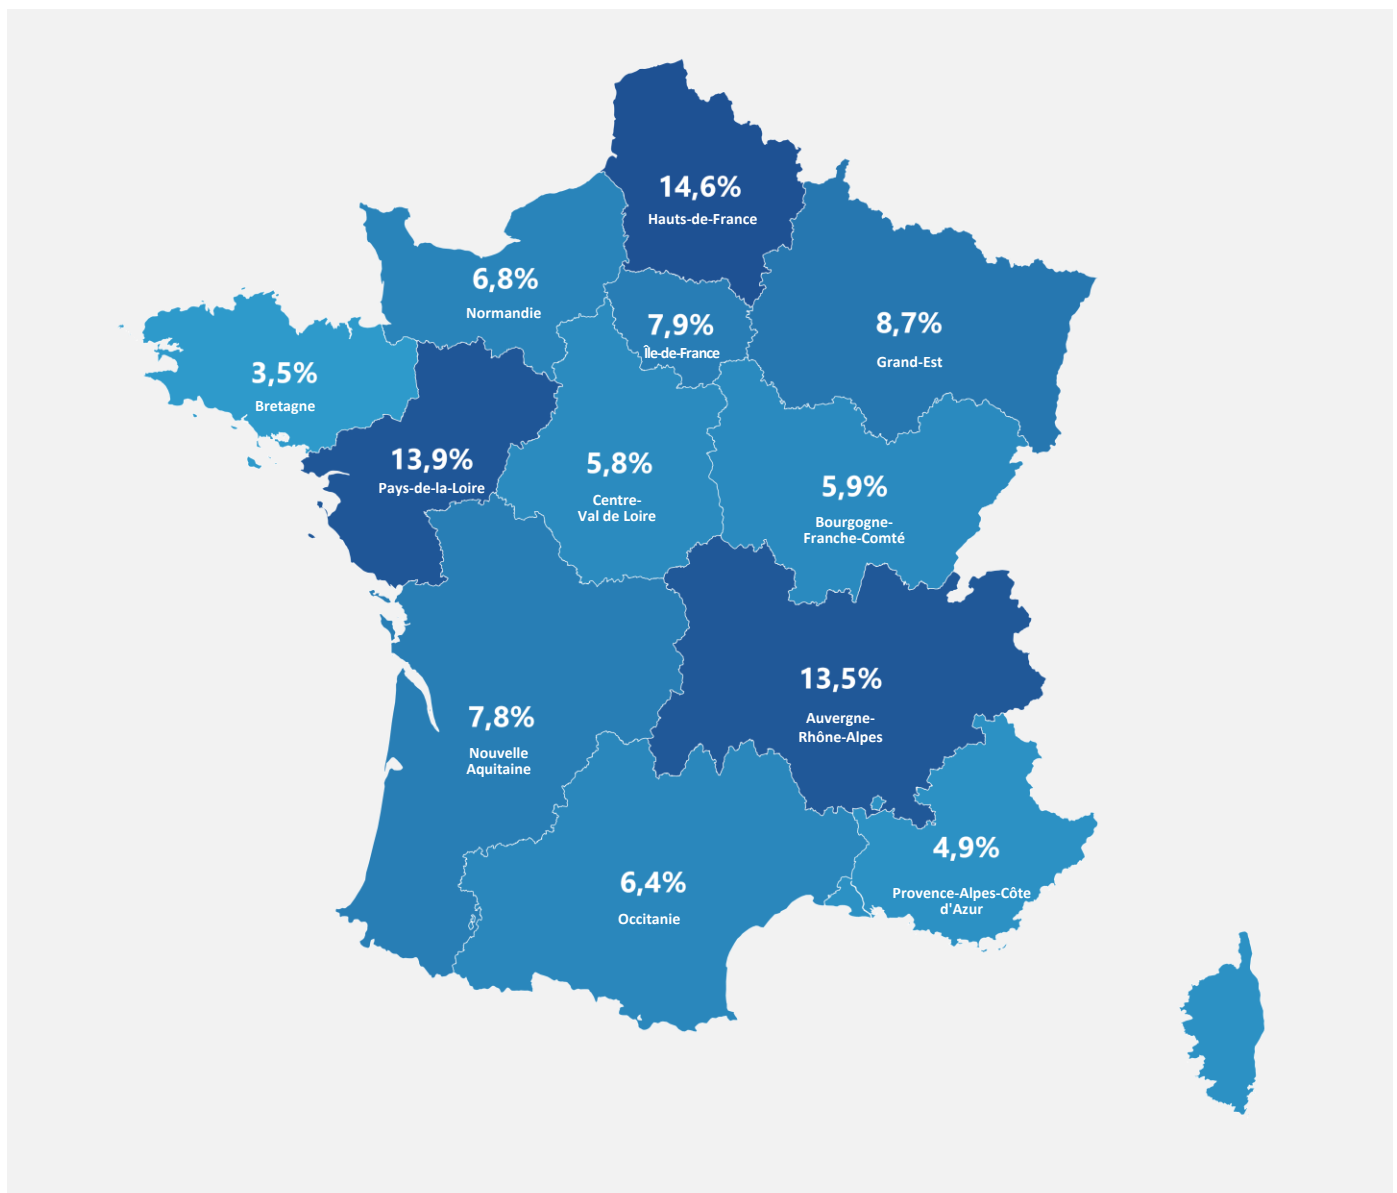 14,6%
Hauts-de-France
6,8%
Normandie
7,9%
Île-de-France
8,7%
Grand-Est
3,5%
Bretagne
13,9%
Pays-de-la-Loire
5,8%
Centre-
Val de Loire
5,9%
Bourgogne-
Franche-Comté
13,5%
Auvergne-
Rhône-Alpes
7,8%
Nouvelle
Aquitaine
4,9%
Provence-Alpes-Côte
d'Azur
6,4%
Occitanie